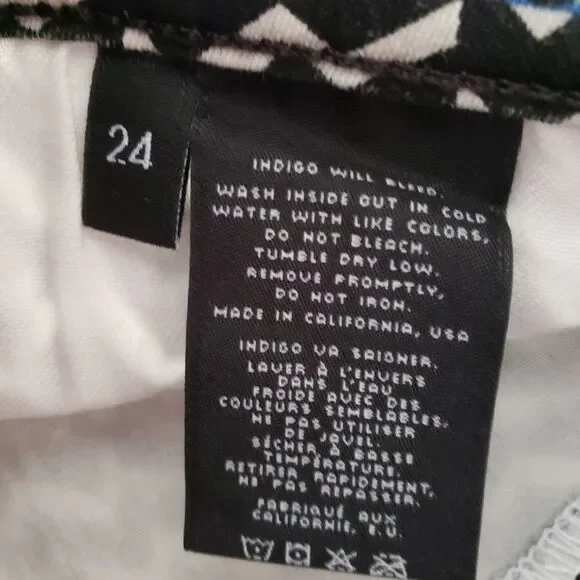 24
INDIGO WILL BLEED.
WASH INSIDE OUT IN COLD
WATER WITH LIKE COLORS,
DO NOT BLEACH.
TUMBLE DRY LOW.
REMOVE PROMPTLY,
DO NOT IRON.
MADE IN CALIFORNIA, USA
INDIGO VA SAIGNER.
LAVER À L'ENVERS
DANS L'EAU
FROIDE AVEC DES
COULEURS SEMBLABLES.
NE PAS UTILISER
DE JAVEL.
SÉCHER À BASSE
TEMPÉRATURE.
RETIRER RAPIDEMENT.
NE PAS REPASSER.
FABRIQUÉ AUX
CALIFORNIE, E.U.